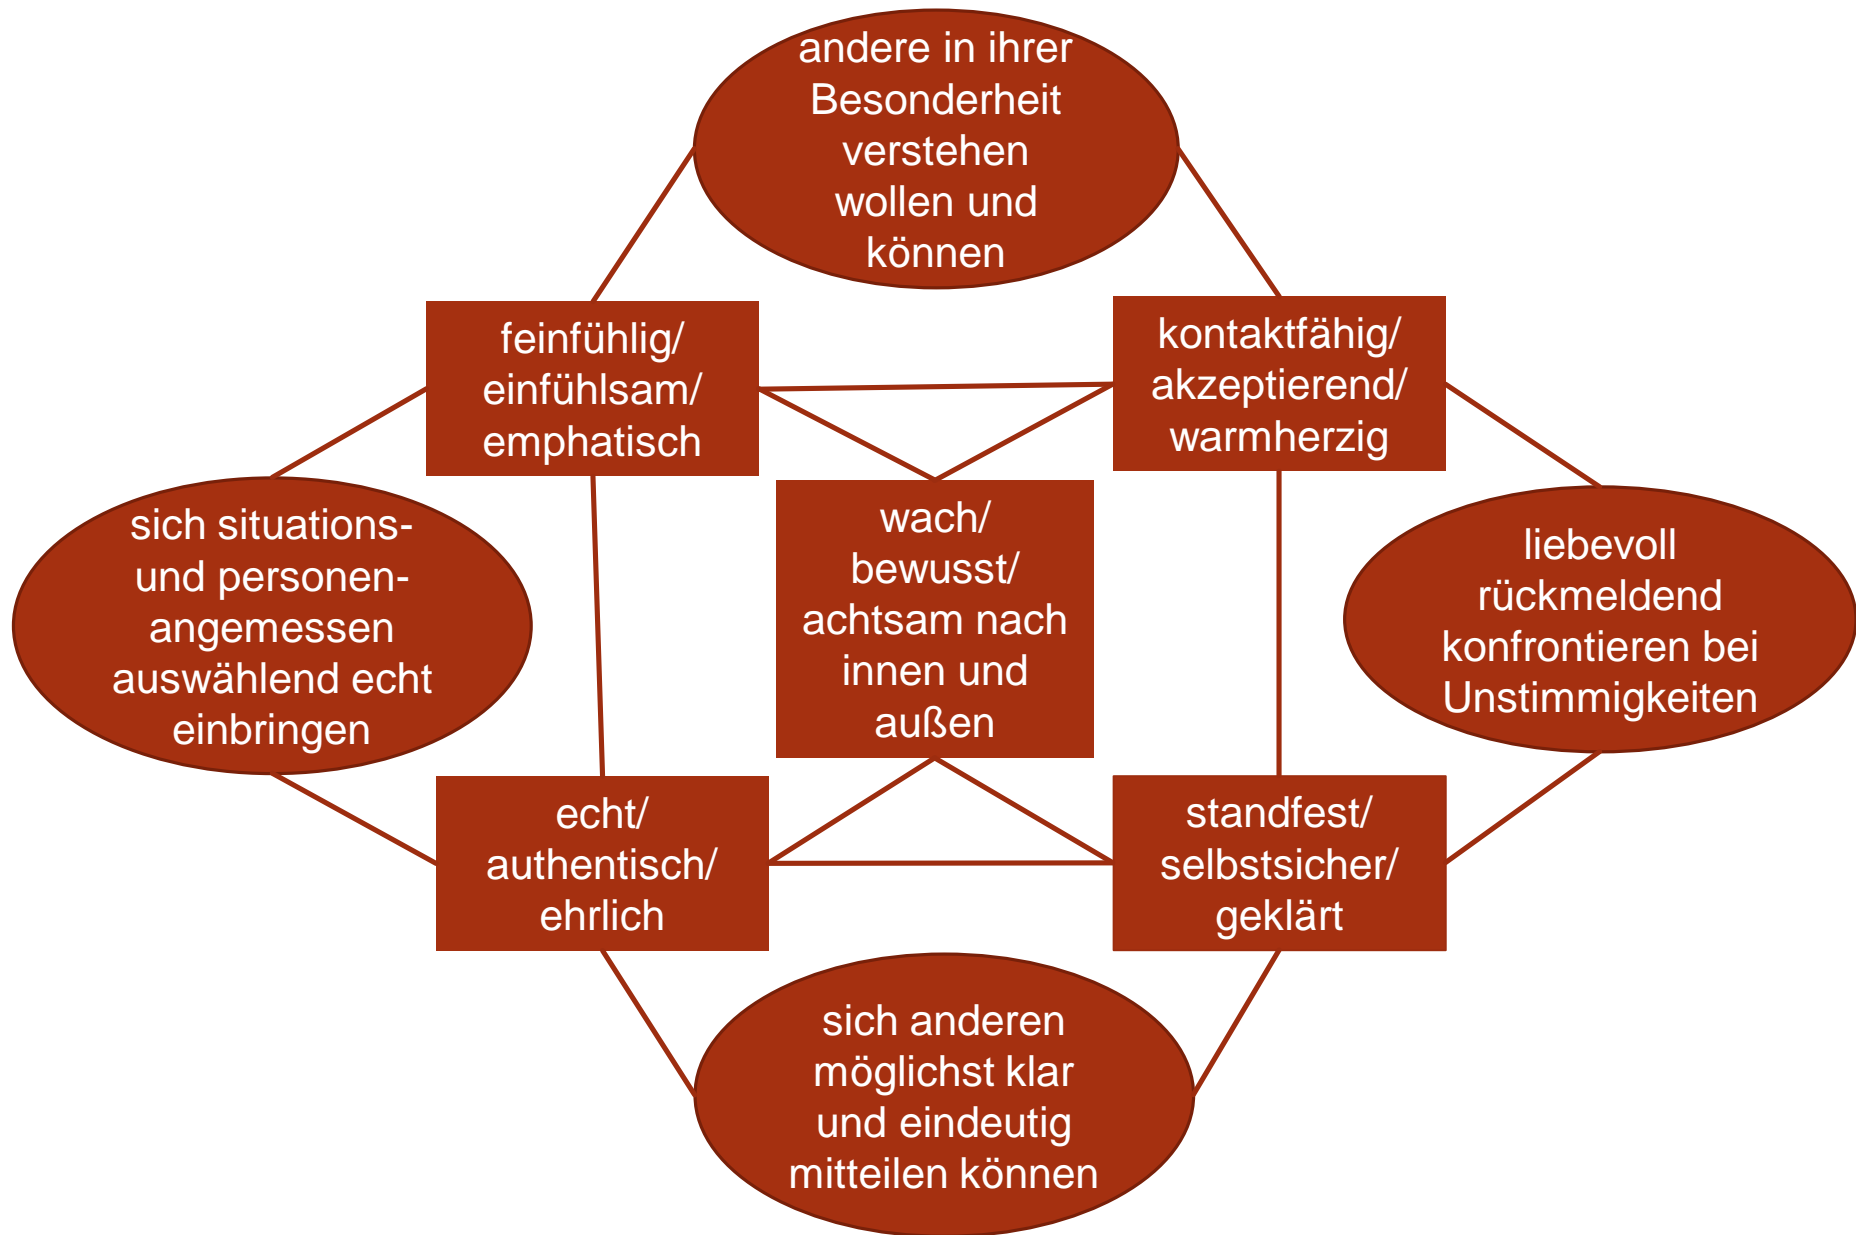 andere in ihrer
Besonderheit
verstehen
wollen und
können
feinfühlig/
einfühlsam/
emphatisch
kontaktfähig/
akzeptierend/
warmherzig
sich situations-
und personen-
angemessen
auswählend echt
einbringen
wach/
bewusst/
achtsam nach
innen und
außen
liebevoll
rückmeldend
konfrontieren bei
Unstimmigkeiten
echt/
authentisch/
ehrlich
standfest/
selbstsicher/
geklärt
sich anderen
möglichst klar
und eindeutig
mitteilen können